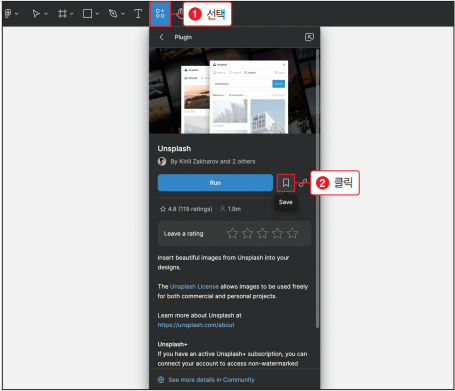 1 선택
Plugin
Unsplash
By Kirill Zakharov and 2 others
Run
2 클릭
Save
4.8 (119 ratings) 1.9m
Leave a rating
Insert beautiful images from Unsplash into your
designs.
The Unsplash License allows images to be used freely
for both commercial and personal projects.
Learn more about Unsplash at
https://unsplash.com/about
Unsplash+
If you have an active Unsplash+ subscription, you can
connect your account to access non-watermarked
See more details in Community